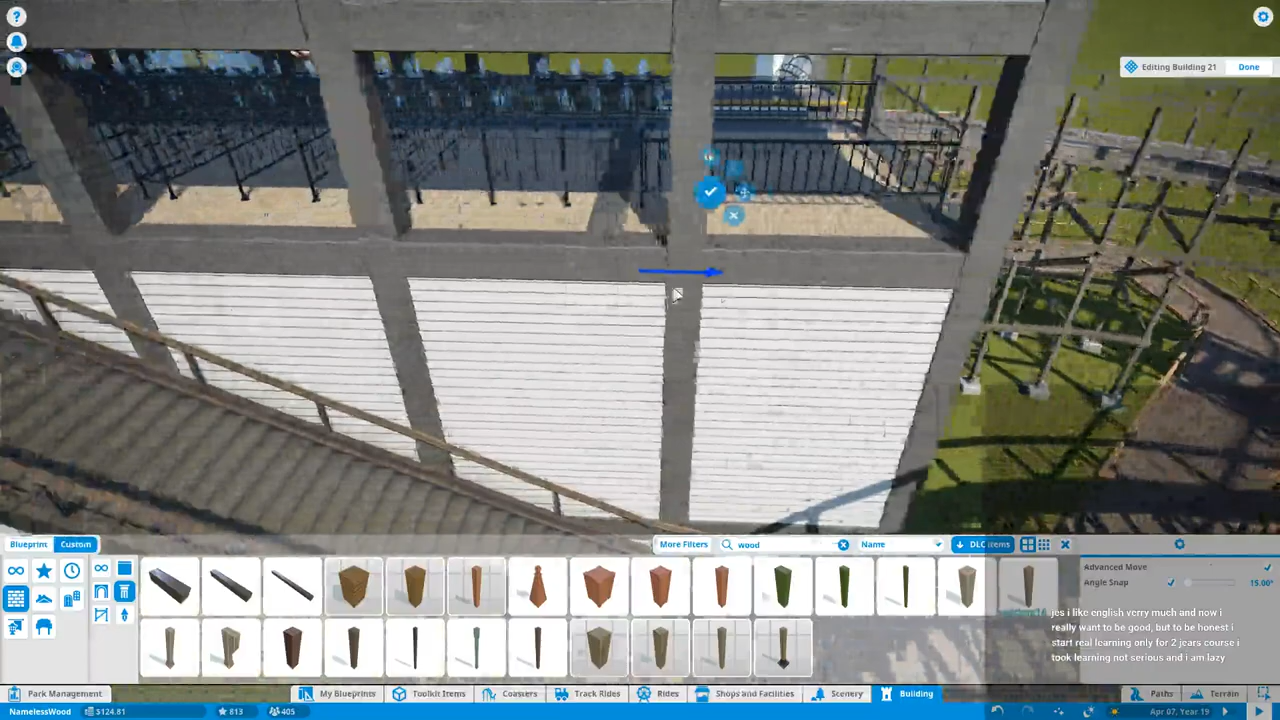 Editing Building 21 Done
Blueprint Custom More Filters wood Name DLC items
Advanced Move
Angle Snap 15.00°
jes i like english verry much and now i
really want to be good, but to be honest i
start real learning only for 2 jears course i
took learning not serious and i am lazy
Park Management My Blueprints Toolkit Items Coasters Track Rides Rides Shops and Facilities Scenery Building Paths Terrain
NamelessWood $124.81 813 405 Apr 07, Year 19